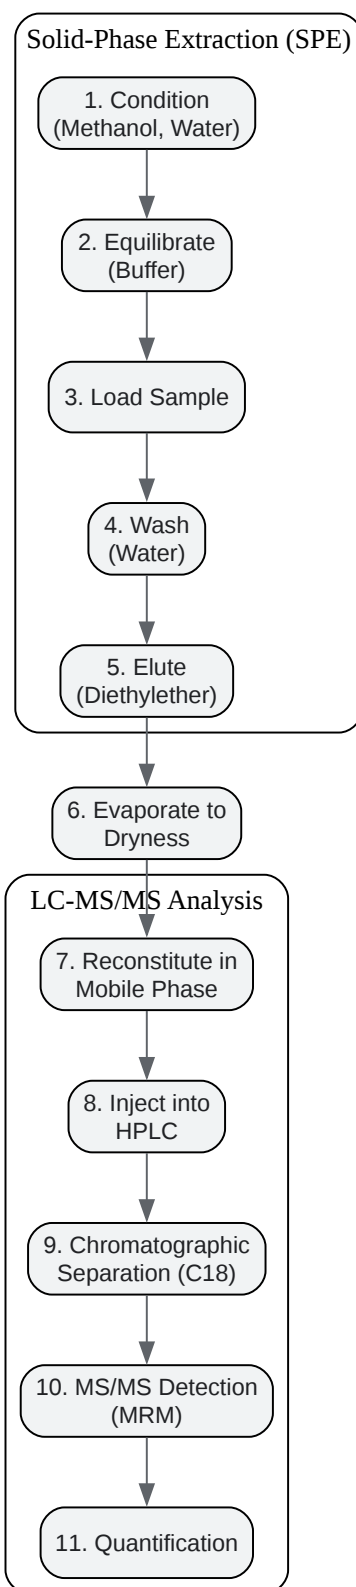 Solid-Phase Extraction (SPE)
1. Condition
(Methanol, Water)
2. Equilibrate
(Buffer)
3. Load Sample
4. Wash
(Water)
5. Elute
(Diethylether)
6. Evaporate to
Dryness
LC-MS/MS Analysis
7. Reconstitute in
Mobile Phase
8. Inject into
HPLC
9. Chromatographic
Separation (C18)
10. MS/MS Detection
(MRM)
11. Quantification